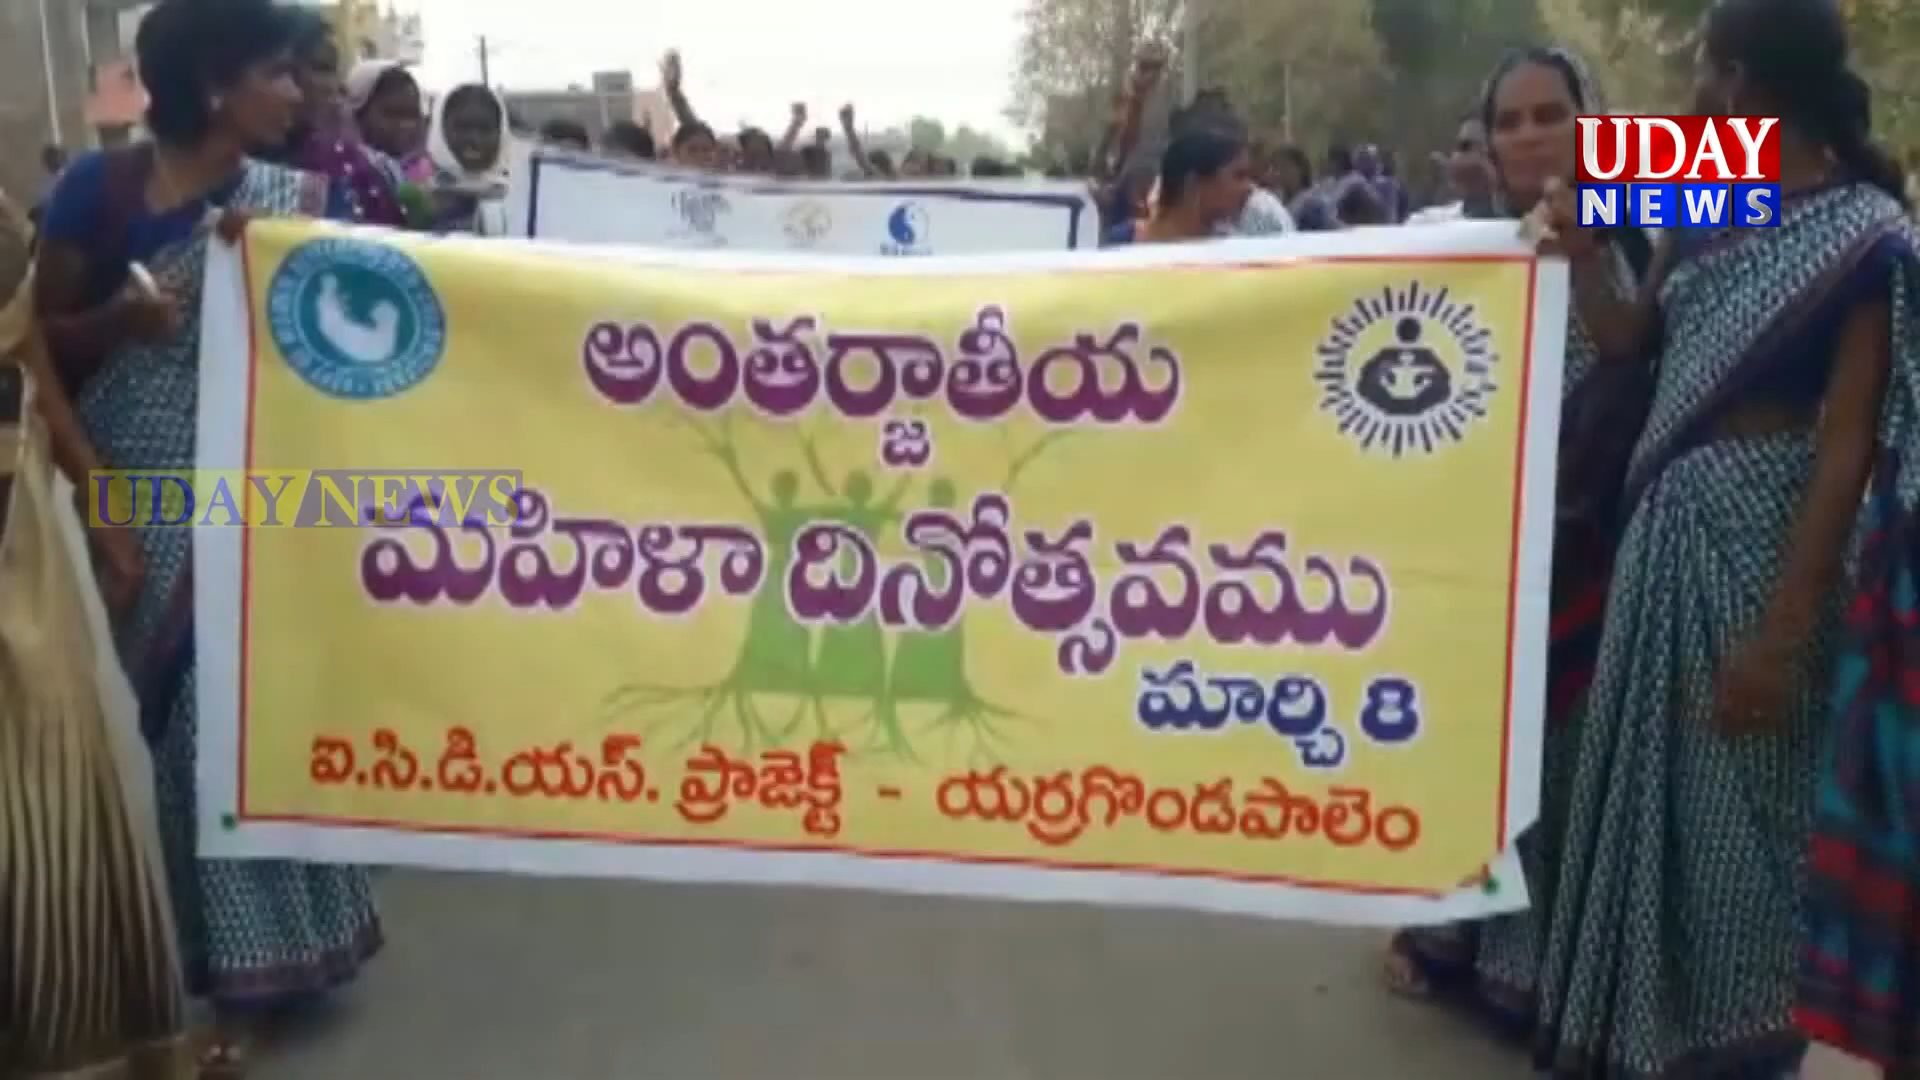 UDAY
NEWS
అంతర్జాతీయ
UDAY NEWS
మహిళా దినోత్సవము
మార్చి 8
ఐ.సి.డి.యస్. ప్రాజెక్ట్ - యర్రగొండపాలెం